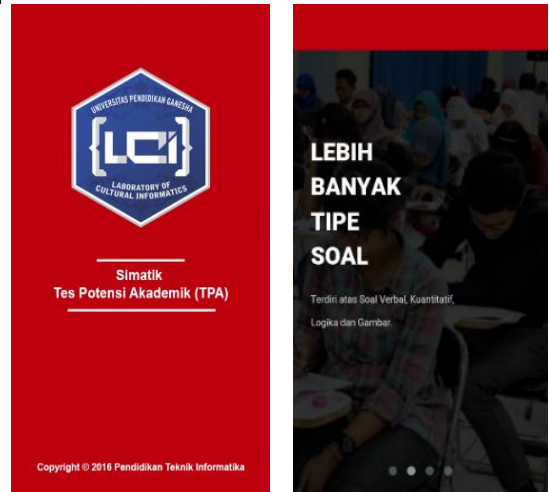 UNIVERSITAS PENDIDIKAN GANESHA
{LCI}
LABORATORY OF
CULTURAL INFORMATICS
Simatik
Tes Potensi Akademik (TPA)
Copyright © 2016 Pendidikan Teknik Informatika
LEBIH
BANYAK
TIPE
SOAL
Terdiri atas Soal Verbal, Kuantitatif,
Logika dan Gambar.